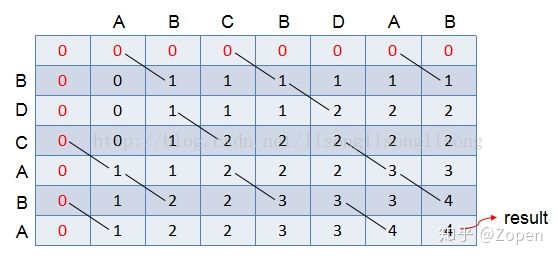 A B C B D A B
0 0 0 0 0 0 0 0
B 0 0 1 1 1 1 1 1
D 0 0 1 1 1 2 2 2
C 0 0 1 2 2 2 2 2
http://blog.csdn.net/lisonglisonglisong
A 0 1 1 2 2 2 3 3
B 0 1 2 2 3 3 3 4
A 0 1 2 2 3 3 4 4 result
知乎 @Zopen